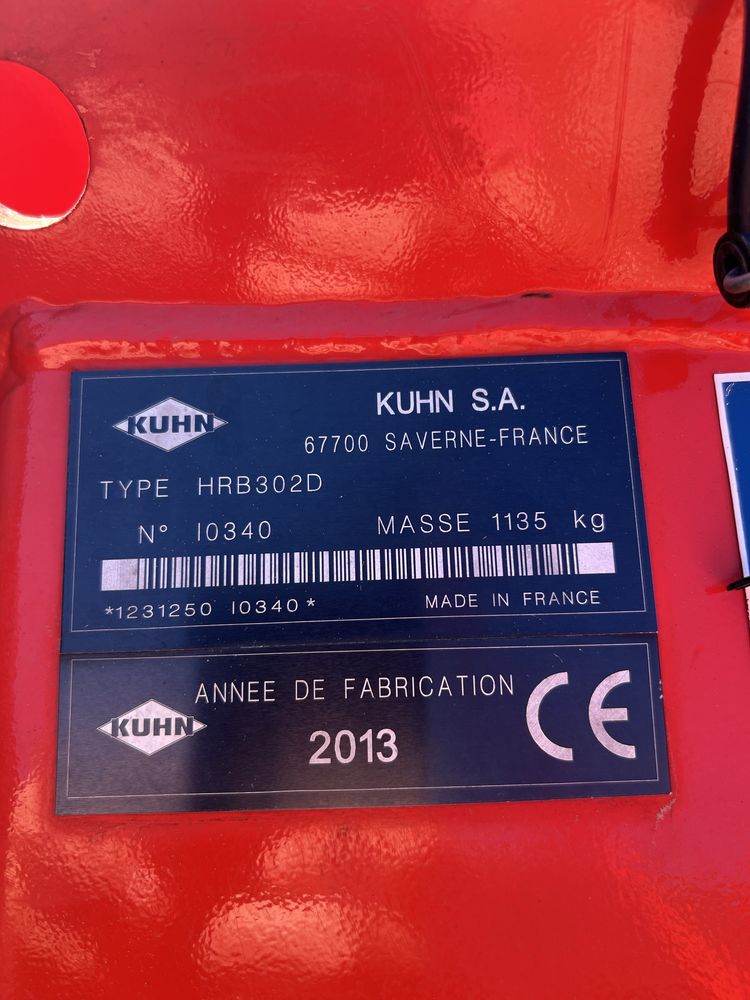 KUHN
KUHN S.A.
67700 SAVERNE-FRANCE
TYPE HRB302D
N° I0340 MASSE 1135 kg
*1231250 I0340*
MADE IN FRANCE
KUHN
ANNEE DE FABRICATION
2013
CE